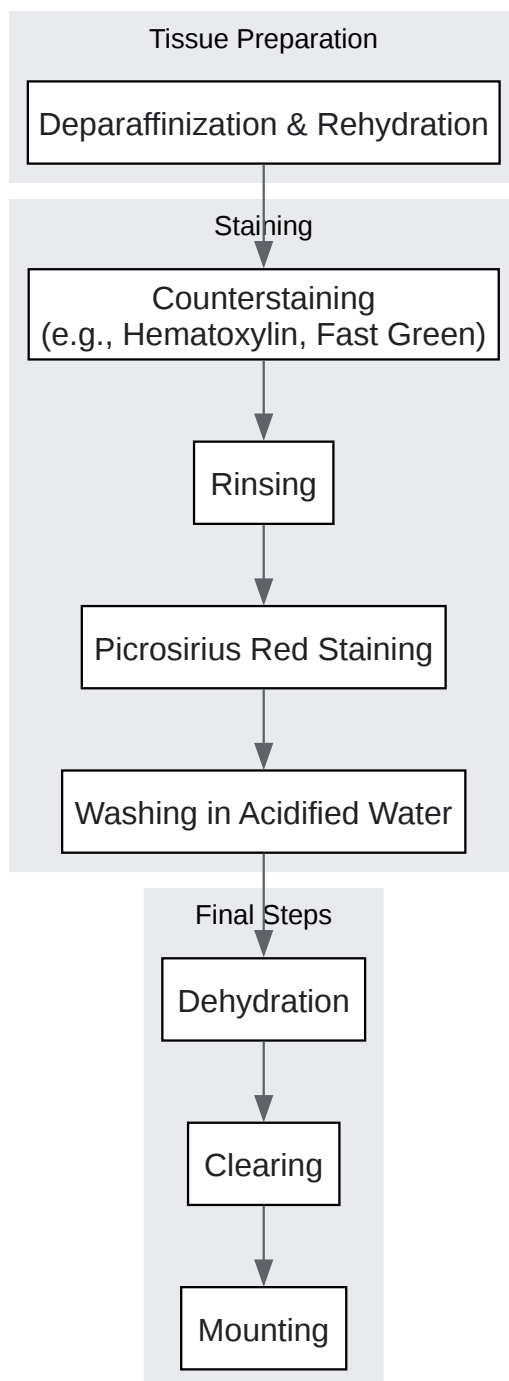 Tissue Preparation
Deparaffinization & Rehydration
Staining
Counterstaining
(e.g., Hematoxylin, Fast Green)
Rinsing
Picrosirius Red Staining
Washing in Acidified Water
Final Steps
Dehydration
Clearing
Mounting